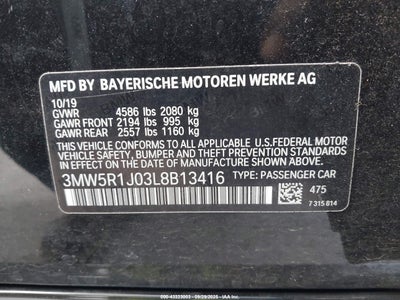 MFD BY BAYERISCHE MOTOREN WERKE AG
10/19
GVWR 4586 lbs 2080 kg
GAWR FRONT 2194 lbs 995 kg
GAWR REAR 2557 lbs 1160 kg
THIS VEHICLE CONFORMS TO ALL APPLICABLE U.S.FEDERAL MOTOR
VEHICLE SAFETY, BUMPER, AND THEFT PREVENTION STANDARDS
IN EFFECT ON THE DATE OF MANUFACTURE SHOWN ABOVE.
3MW5R1J03L8B13416 TYPE: PASSENGER CAR
475
7 315 814